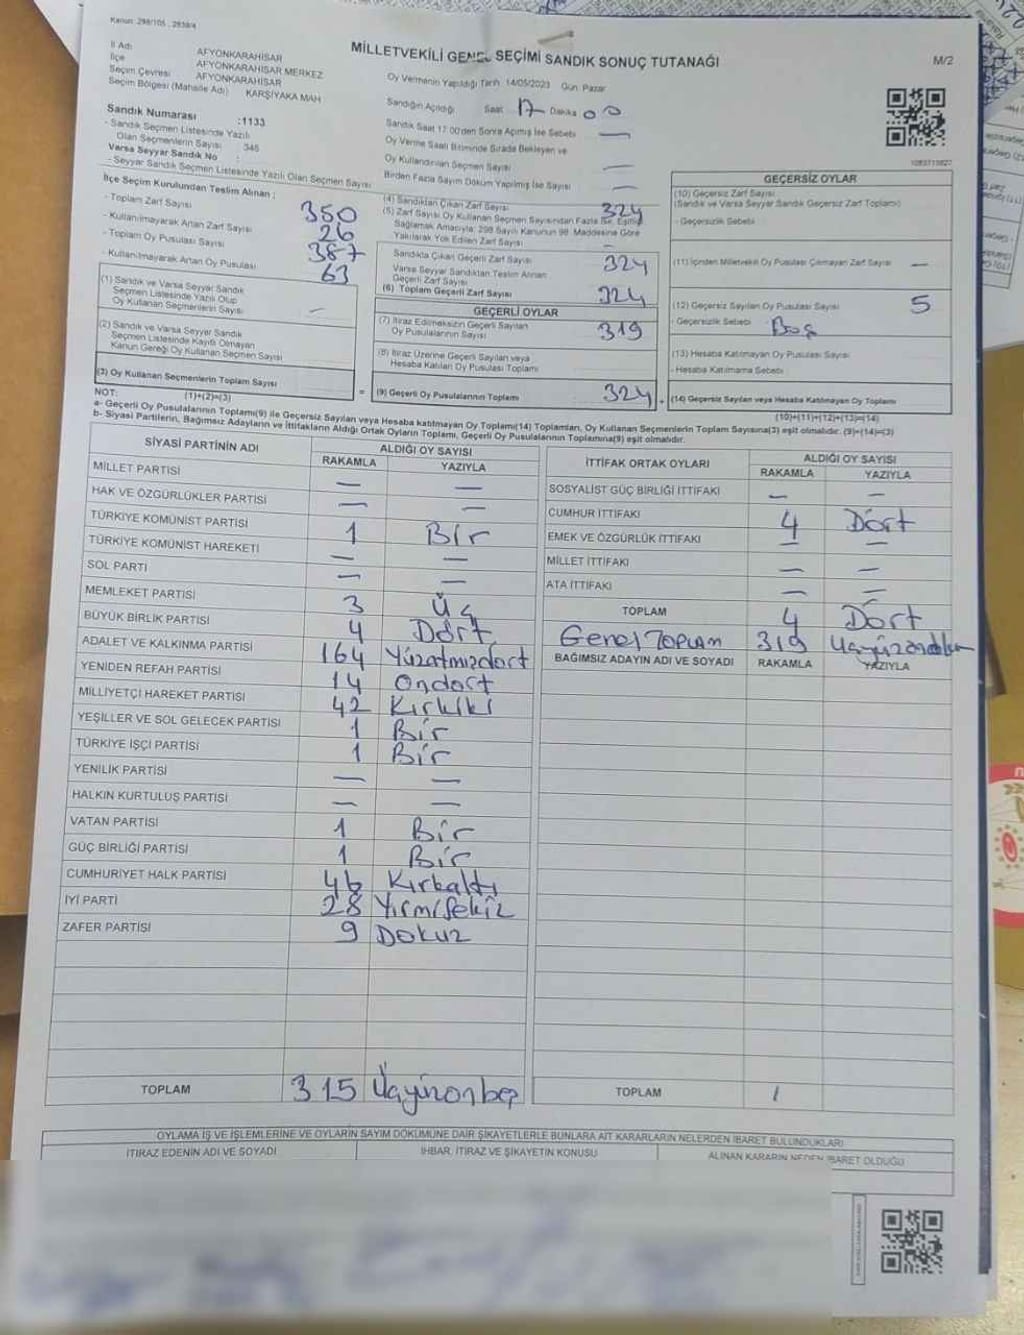 Kanun: 298/105 , 2839/4
MİLLETVEKİLİ GENEL SEÇİMİ SANDIK SONUÇ TUTANAĞI
M/2
İl Adı AFYONKARAHİSAR
İlçe AFYONKARAHİSAR MERKEZ
Seçim Çevresi AFYONKARAHİSAR
Seçim Bölgesi (Mahalle Adı) KARŞIYAKA MAH
Sandık Numarası :1133
- Sandık Seçmen Listesinde Yazılı
Olan Seçmenlerin Sayısı 346
Varsa Seyyar Sandık No :
- Seyyar Sandık Seçmen Listesinde Yazılı Olan Seçmen Sayısı
Oy Vermenin Yapıldığı Tarih 14/05/2023 Gün Pazar
Sandığın Açıldığı Saat 17 Dakika 00
Sandık Saat 17.00'den Sonra Açılmış İse Sebebi —
Oy Verme Saati Bitiminde Sırada Bekleyen ve
Oy Kullandırılan Seçmen Sayısı —
Birden Fazla Sayım Döküm Yapılmış İse Sayısı —
İlçe Seçim Kurulundan Teslim Alınan :
- Toplam Zarf Sayısı 350
- Kullanılmayarak Artan Zarf Sayısı 26
- Toplam Oy Pusulası Sayısı 387
- Kullanılmayarak Artan Oy Pusulası 63
(1) Sandık ve Varsa Seyyar Sandık
Seçmen Listesinde Yazılı Olup
Oy Kullanan Seçmenlerin Sayısı —
(2) Sandık ve Varsa Seyyar Sandık
Seçmen Listesinde Kayıtlı Olmayan
Kanun Gereği Oy Kullanan Seçmen Sayısı
(3) Oy Kullanan Seçmenlerin Toplam Sayısı
(1)+(2)=(3)
(4) Sandıktan Çıkan Zarf Sayısı 324
(5) Zarf Sayısı Oy Kullanan Seçmen Sayısından Fazla İse, Eşitliği
Sağlamak Amacıyla; 298 Sayılı Kanunun 98. Maddesine Göre
Yakılarak Yok Edilen Zarf Sayısı —
Sandıkta Çıkan Geçerli Zarf Sayısı 324
Varsa Seyyar Sandıktan Teslim Alınan
Geçerli Zarf Sayısı
(6) Toplam Geçerli Zarf Sayısı 324
GEÇERLİ OYLAR
(7) İtiraz Edilmeksizin Geçerli Sayılan
Oy Pusulalarının Sayısı 319
(8) İtiraz Üzerine Geçerli Sayılan veya
Hesaba Katılan Oy Pusulası Toplamı
= (9) Geçerli Oy Pusulalarının Toplamı 324 +
GEÇERSİZ OYLAR
(10) Geçersiz Zarf Sayısı
(Sandık ve Varsa Seyyar Sandık Geçersiz Zarf Toplamı)
- Geçersizlik Sebebi
(11) İçinden Milletvekili Oy Pusulası Çıkmayan Zarf Sayısı —
(12) Geçersiz Sayılan Oy Pusulası Sayısı 5
- Geçersizlik Sebebi Boş
(13) Hesaba Katılmayan Oy Pusulası Sayısı
- Hesaba Katılmama Sebebi
(14) Geçersiz Sayılan veya Hesaba Katılmayan Oy Toplamı
(10)+(11)+(12)+(13)=(14)
NOT:
a- Geçerli Oy Pusulalarının Toplamı(9) ile Geçersiz Sayılan veya Hesaba Katılmayan Oy Toplamı(14) Toplamları, Oy Kullanan Seçmenlerin Toplam Sayısına(3) eşit olmalıdır. (9)+(14)=(3)
b- Siyasi Partilerin, Bağımsız Adayların ve İttifakların Aldığı Ortak Oyların Toplamı, Geçerli Oy Pusulalarının Toplamına(9) eşit olmalıdır.
SİYASİ PARTİNİN ADI ALDIĞI OY SAYISI
RAKAMLA YAZIYLA
MİLLET PARTİSİ — —
HAK VE ÖZGÜRLÜKLER PARTİSİ — —
TÜRKİYE KOMÜNİST PARTİSİ 1 Bir
TÜRKİYE KOMÜNİST HAREKETİ — —
SOL PARTİ — —
MEMLEKET PARTİSİ 3 Üç
BÜYÜK BİRLİK PARTİSİ 4 Dört
ADALET VE KALKINMA PARTİSİ 164 Yüzatmışdört
YENİDEN REFAH PARTİSİ 14 Ondört
MİLLİYETÇİ HAREKET PARTİSİ 42 Kırkiki
YEŞİLLER VE SOL GELECEK PARTİSİ 1 Bir
TÜRKİYE İŞÇİ PARTİSİ 1 Bir
YENİLİK PARTİSİ — —
HALKIN KURTULUŞ PARTİSİ — —
VATAN PARTİSİ 1 Bir
GÜÇ BİRLİĞİ PARTİSİ 1 Bir
CUMHURİYET HALK PARTİSİ 46 Kırkaltı
İYİ PARTİ 28 Yirmisekiz
ZAFER PARTİSİ 9 Dokuz
TOPLAM 315 Üçyüzonbeş
İTTİFAK ORTAK OYLARI ALDIĞI OY SAYISI
RAKAMLA YAZIYLA
SOSYALİST GÜÇ BİRLİĞİ İTTİFAKI — —
CUMHUR İTTİFAKI 4 Dört
EMEK VE ÖZGÜRLÜK İTTİFAKI — —
MİLLET İTTİFAKI — —
ATA İTTİFAKI — —
TOPLAM 4 Dört
Genel Toplam 319
BAĞIMSIZ ADAYIN ADI VE SOYADI RAKAMLA YAZIYLA
TOPLAM /
OYLAMA İŞ VE İŞLEMLERİNE VE OYLARIN SAYIM DÖKÜMÜNE DAİR ŞİKAYETLERLE BUNLARA AİT KARARLARIN NELERDEN İBARET BULUNDUKLARI
İTİRAZ EDENİN ADI VE SOYADI İHBAR, İTİRAZ VE ŞİKAYETİN KONUSU ALINAN KARARIN NEDEN İBARET OLDUĞU